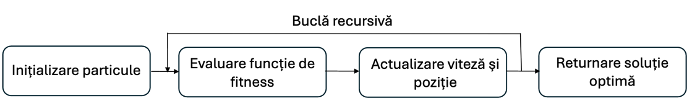 Buclă recursivă
Inițializare particule
Evaluare funcție de
fitness
Actualizare viteză și
poziție
Returnare soluție
optimă